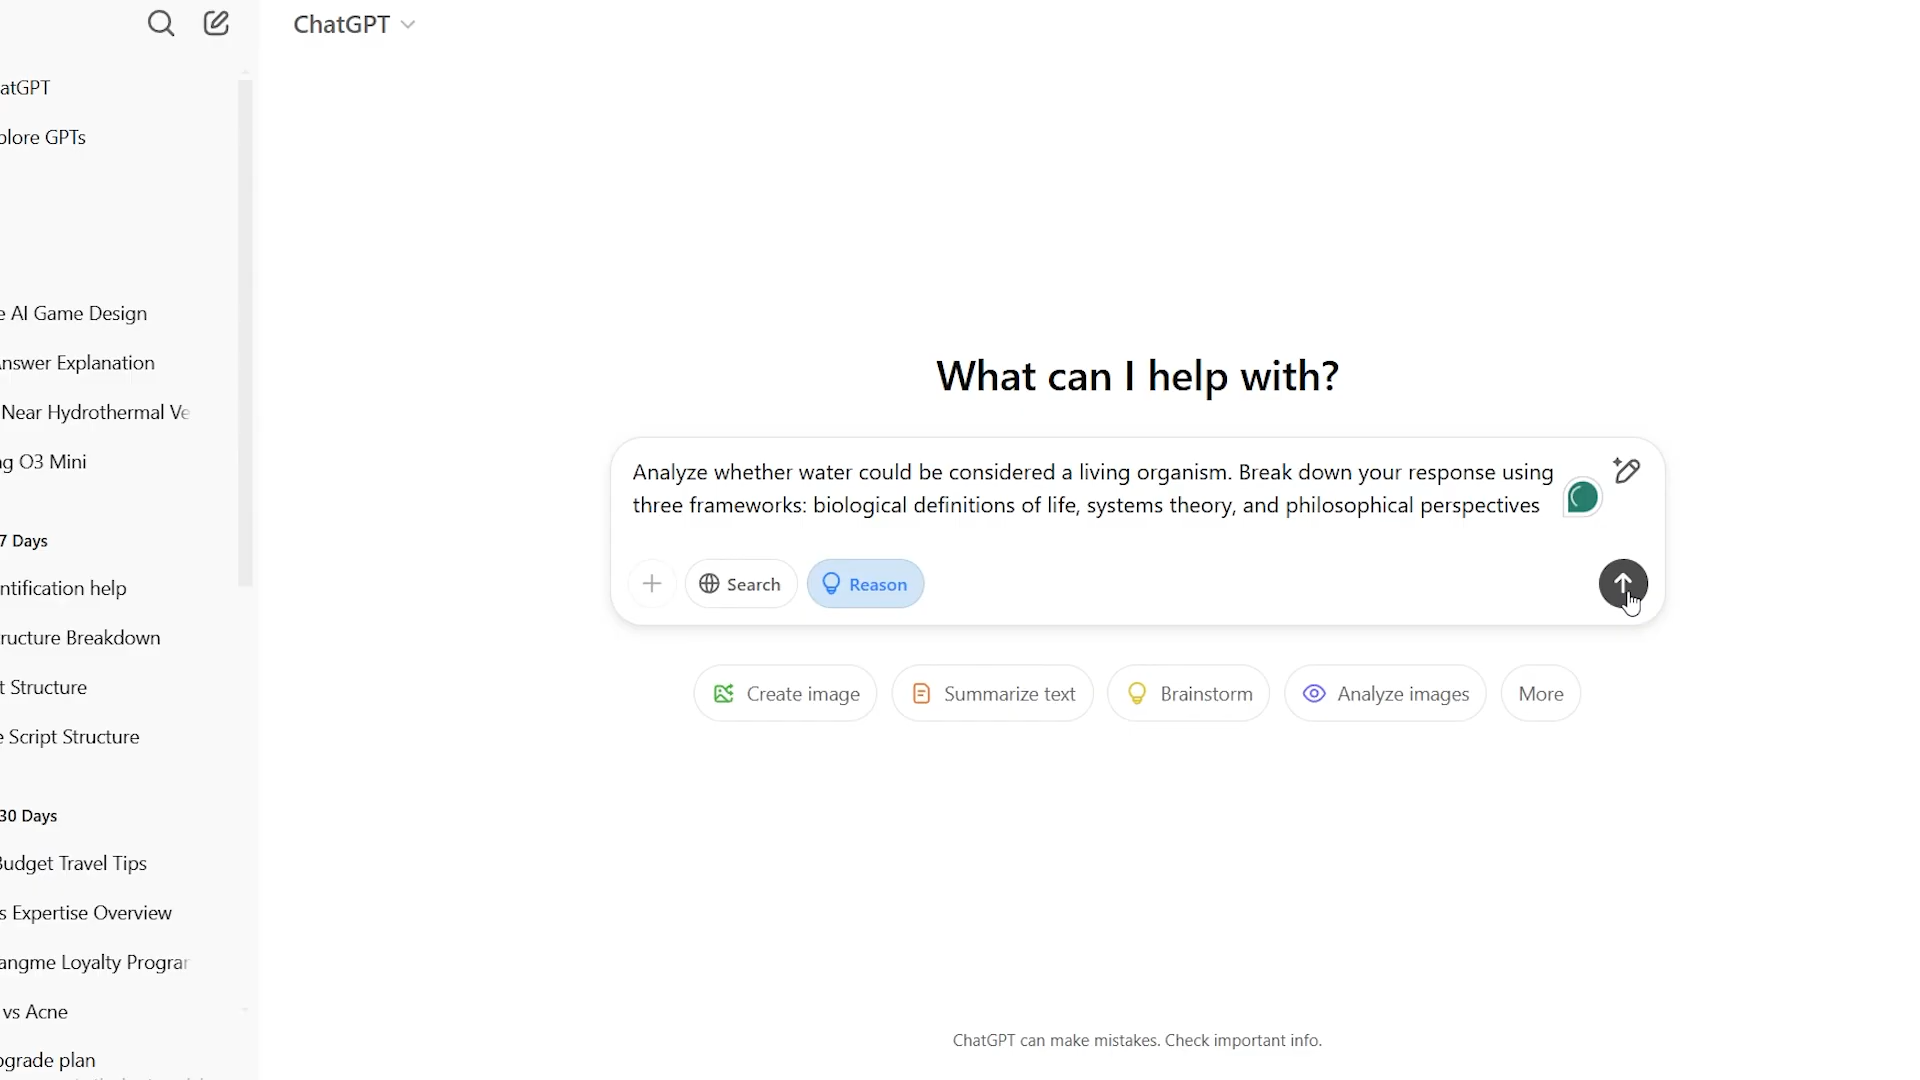 ChatGPT
atGPT
plore GPTs
e AI Game Design
nswer Explanation
Near Hydrothermal Ve
ng O3 Mini
7 Days
ntification help
ructure Breakdown
t Structure
e Script Structure
30 Days
Budget Travel Tips
s Expertise Overview
angme Loyalty Program
vs Acne
pgrade plan
What can I help with?
Analyze whether water could be considered a living organism. Break down your response using
three frameworks: biological definitions of life, systems theory, and philosophical perspectives
Search
Reason
Create image
Summarize text
Brainstorm
Analyze images
More
ChatGPT can make mistakes. Check important info.